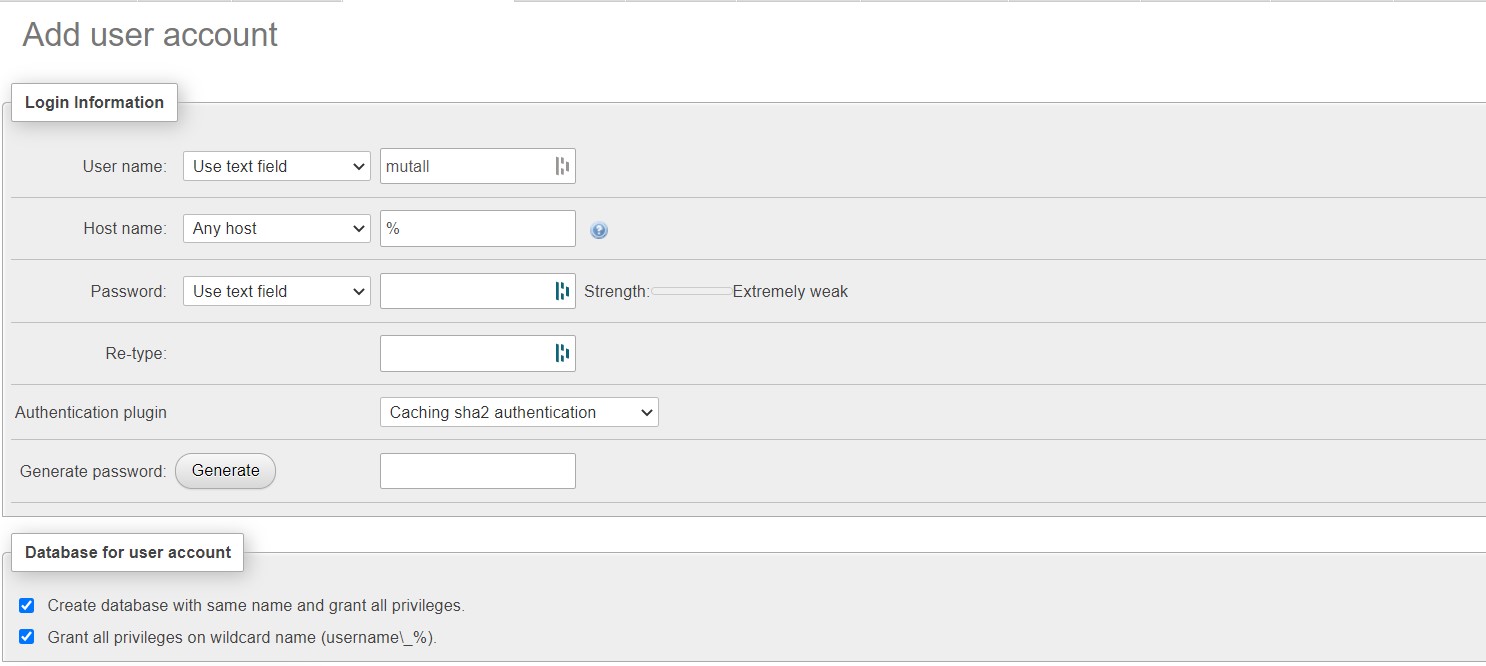 Add user account
Login Information
User name: Use text field mutall
Host name: Any host %
Password: Use text field Strength: Extremely weak
Re-type:
Authentication plugin Caching sha2 authentication
Generate password: Generate
Database for user account
Create database with same name and grant all privileges.
Grant all privileges on wildcard name (username\_%).